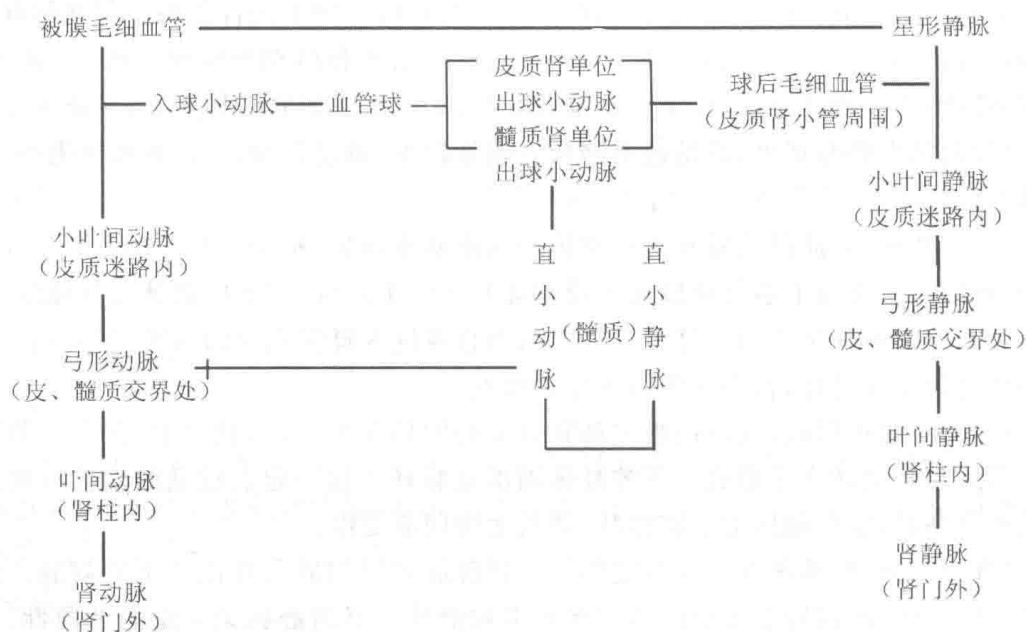 被膜毛细血管
星形静脉
皮质肾单位
入球小动脉
血管球
出球小动脉
球后毛细血管
(皮质肾小管周围)
髓质肾单位
出球小动脉
小叶间静脉
(皮质迷路内)
小叶间动脉
(皮质迷路内)
直小动脉
(髓质)
直小静脉
弓形静脉
(皮、髓质交界处)
弓形动脉
(皮、髓质交界处)
叶间静脉
(肾柱内)
叶间动脉
(肾柱内)
肾静脉
(肾门外)
肾动脉
(肾门外)